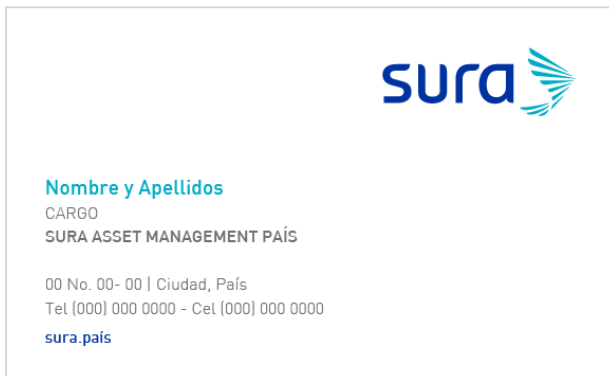 sura
Nombre y Apellidos
CARGO
SURA ASSET MANAGEMENT PAÍS
00 No. 00- 00 | Ciudad, País
Tel (000) 000 0000 - Cel (000) 000 0000
sura.país